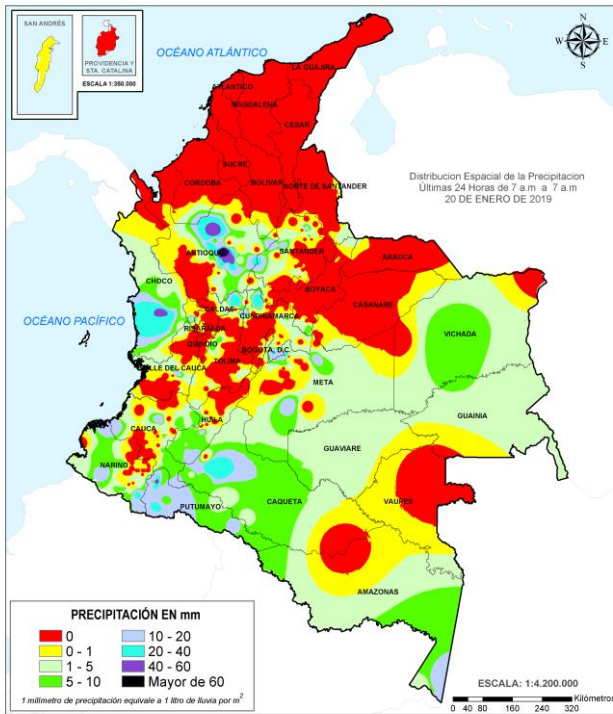 SAN ANDRÉS
PROVIDENCIA Y
STA. CATALINA
ESCALA 1:350.000
OCÉANO ATLÁNTICO
N
W
E
S
LA GUAJIRA
ATLANTICO
MAGDALENA
CESAR
SUCRE
CORDOBA
BOLIVAR
NORTE DE SANTANDER
Distribucion Espacial de la Precipitacion
Últimas 24 Horas de 7 a.m a 7 a.m
20 DE ENERO DE 2019
ANTIOQUIA
SANTANDER
ARAUCA
CHOCO
BOYACA
CASANARE
OCÉANO PACÍFICO
CALDAS
CUNDINAMARCA
RISARALDA
VICHADA
QUINDIO
BOGOTA, D.C.
TOLIMA
VALLE DEL CAUCA
META
GUAINIA
HUILA
CAUCA
GUAVIARE
NARIÑO
CAQUETA
VAUPES
PUTUMAYO
AMAZONAS
PRECIPITACIÓN EN mm
0
10 - 20
0 - 1
20 - 40
1 - 5
40 - 60
5 - 10
Mayor de 60
1 milímetro de precipitación equivale a 1 litro de lluvia por m2
ESCALA: 1:4.200.000
Kilómetros
0 40 80 160 240 320